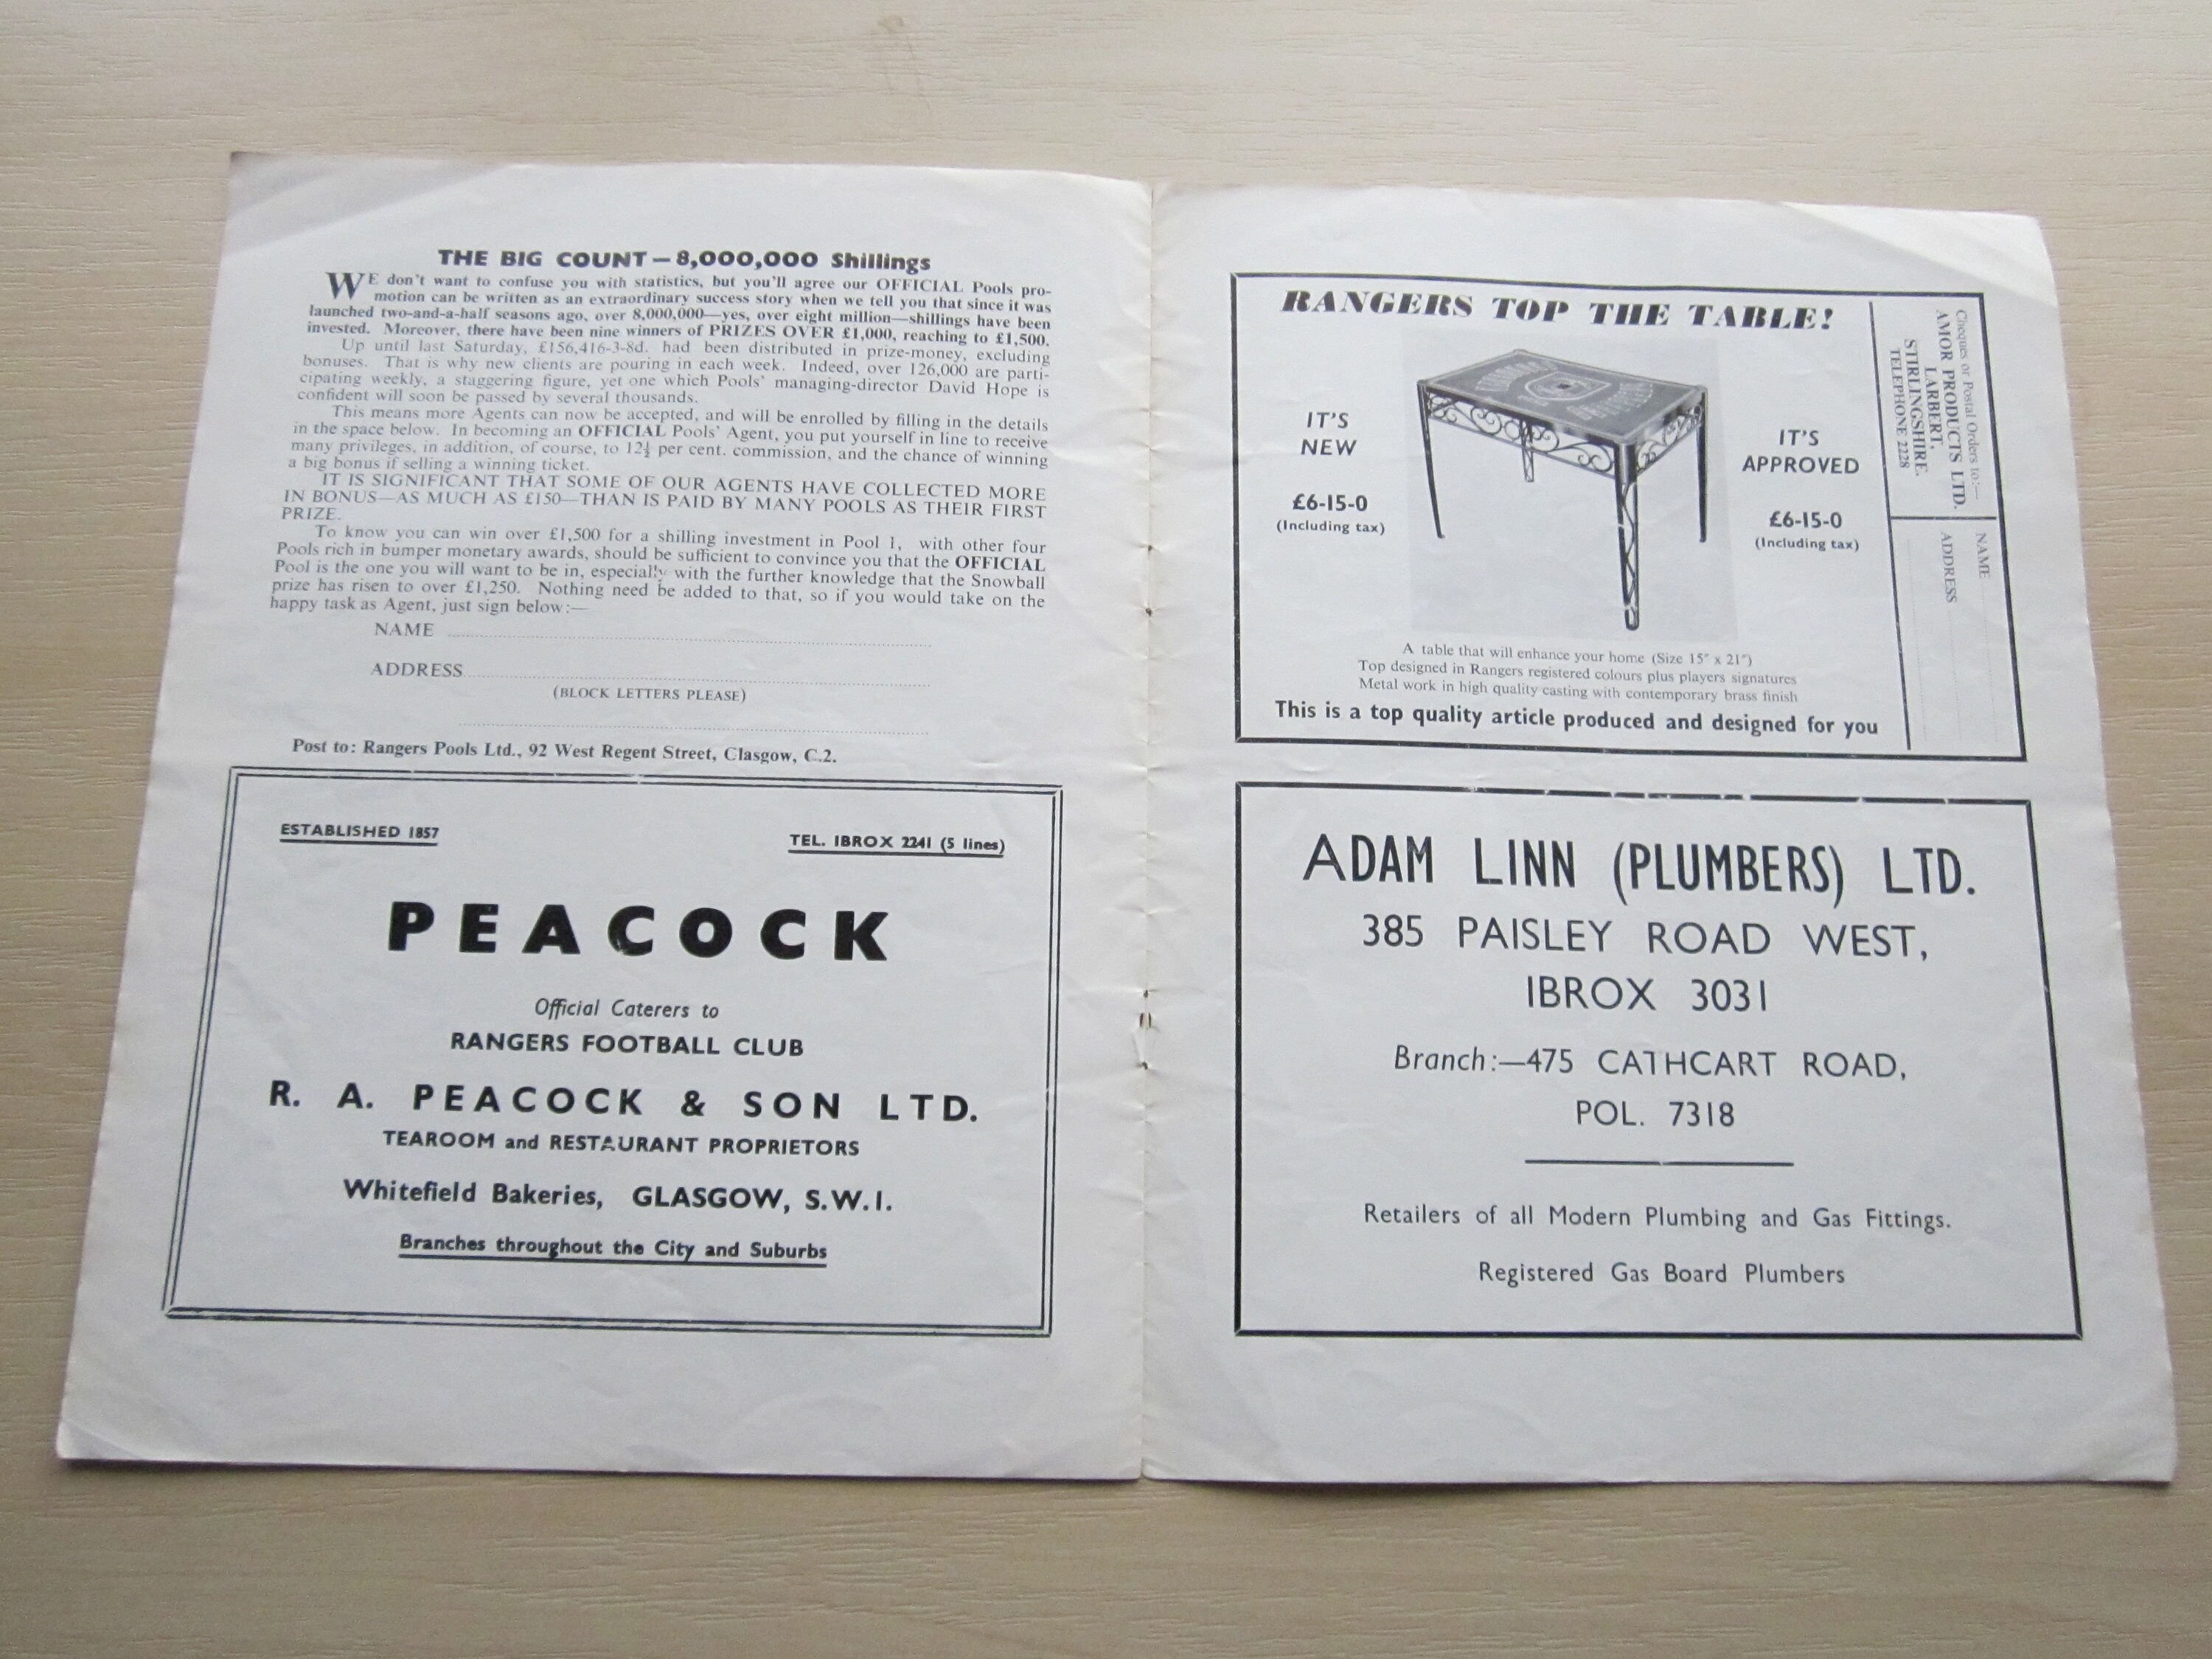 THE BIG COUNT — 8,000,000 Shillings
WE don't want to confuse you with statistics, but you'll agree our OFFICIAL Pools pro-
motion can be written as an extraordinary success story when we tell you that since it was
launched two-and-a-half seasons ago, over 8,000,000—yes, over eight million—shillings have been
invested. Moreover, there have been nine winners of PRIZES OVER £1,000, reaching to £1,500.
Up until last Saturday, £156,416-3-8d. had been distributed in prize-money, excluding
bonuses. That is why new clients are pouring in each week. Indeed, over 126,000 are parti-
cipating weekly, a staggering figure, yet one which Pools' managing-director David Hope is
confident will soon be passed by several thousands.
This means more Agents can now be accepted, and will be enrolled by filling in the details
in the space below. In becoming an OFFICIAL Pools' Agent, you put yourself in line to receive
many privileges, in addition, of course, to 12½ per cent. commission, and the chance of winning
a big bonus if selling a winning ticket.
IT IS SIGNIFICANT THAT SOME OF OUR AGENTS HAVE COLLECTED MORE
IN BONUS—AS MUCH AS £150—THAN IS PAID BY MANY POOLS AS THEIR FIRST
PRIZE.
To know you can win over £1,500 for a shilling investment in Pool 1, with other four
Pools rich in bumper monetary awards, should be sufficient to convince you that the OFFICIAL
Pool is the one you will want to be in, especially with the further knowledge that the Snowball
prize has risen to over £1,250. Nothing need be added to that, so if you would take on the
happy task as Agent, just sign below:—
NAME
ADDRESS
(BLOCK LETTERS PLEASE)
Post to: Rangers Pools Ltd., 92 West Regent Street, Glasgow, C.2.
ESTABLISHED 1857
TEL. IBROX 2241 (5 lines)
PEACOCK
Official Caterers to
RANGERS FOOTBALL CLUB
R. A. PEACOCK & SON LTD.
TEAROOM and RESTAURANT PROPRIETORS
Whitefield Bakeries, GLASGOW, S.W.1.
Branches throughout the City and Suburbs
RANGERS TOP THE TABLE!
IT'S
NEW
£6-15-0
(Including tax)
IT'S
APPROVED
£6-15-0
(Including tax)
A table that will enhance your home (Size 15" x 21")
Top designed in Rangers registered colours plus players signatures
Metal work in high quality casting with contemporary brass finish
This is a top quality article produced and designed for you
Cheques or Postal Orders to:—
AMOR PRODUCTS LTD.
LARBERT.
STIRLINGSHIRE.
TELEPHONE 2228
NAME
ADDRESS
ADAM LINN (PLUMBERS) LTD.
385 PAISLEY ROAD WEST,
IBROX 3031
Branch:—475 CATHCART ROAD,
POL. 7318
Retailers of all Modern Plumbing and Gas Fittings.
Registered Gas Board Plumbers